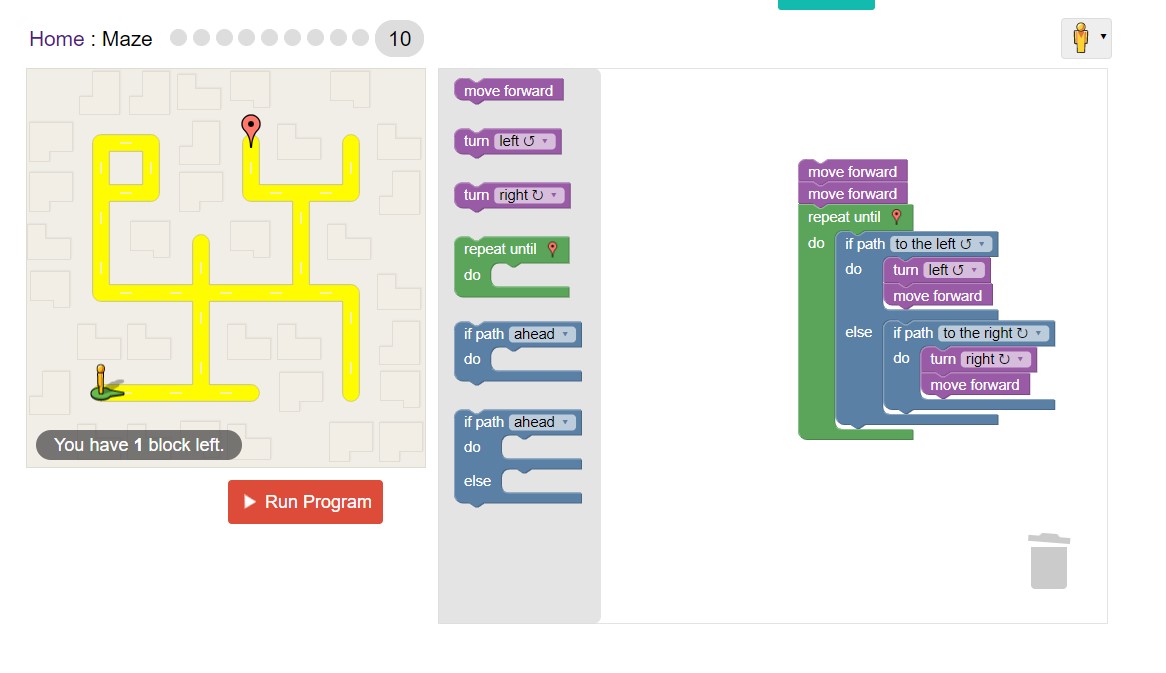 Home : Maze 10
You have 1 block left.
Run Program
move forward
turn left ↺ ▾
turn right ↻ ▾
repeat until
do
if path ahead ▾
do
if path ahead ▾
do
else
move forward
move forward
repeat until
do if path to the left ↺ ▾
do turn left ↺ ▾
move forward
else if path to the right ↻ ▾
do turn right ↻ ▾
move forward